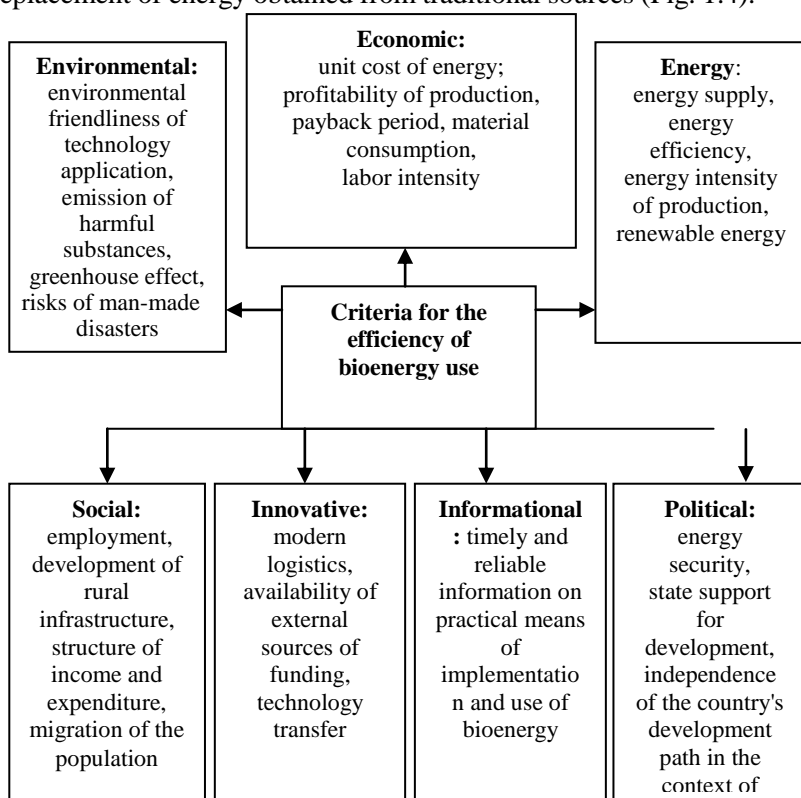 eplacement of energy obtained from traditional sources (Fig. 1.4).
Environmental:
environmental
friendliness of
technology
application,
emission of
harmful
substances,
greenhouse effect,
risks of man-made
disasters
Economic:
unit cost of energy;
profitability of production,
payback period, material
consumption,
labor intensity
Energy:
energy supply,
energy
efficiency,
energy intensity
of production,
renewable energy
Criteria for the
efficiency of
bioenergy use
Social:
employment,
development of
rural
infrastructure,
structure of
income and
expenditure,
migration of the
population
Innovative:
modern
logistics,
availability of
external
sources of
funding,
technology
transfer
Informational
: timely and
reliable
information on
practical means
of
implementatio
n and use of
bioenergy
Political:
energy
security,
state support
for
development,
independence
of the country's
development
path in the
context of